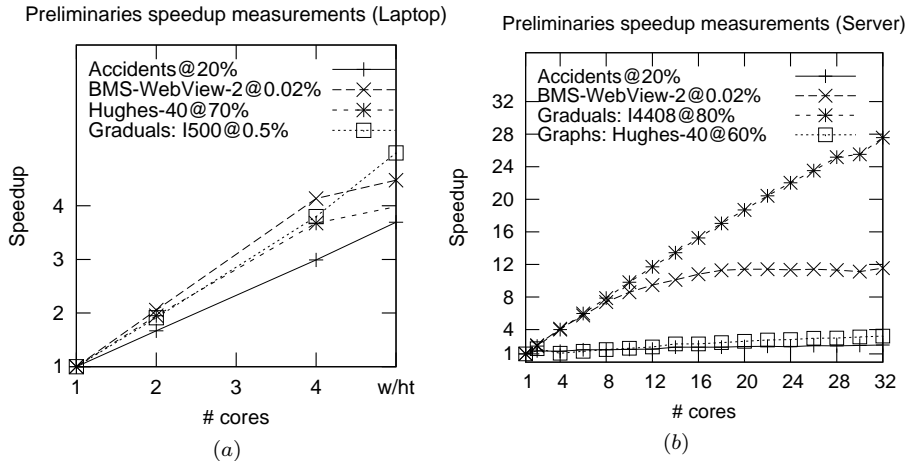 Preliminaries speedup measurements (Laptop)
Accidents@20%
BMS-WebView-2@0.02%
Hughes-40@70%
Graduals: I500@0.5%
4
3
2
1
Speedup
1 2 3 4 w/ht
# cores
(a)
Preliminaries speedup measurements (Server)
Accidents@20%
BMS-WebView-2@0.02%
Graduals: I4408@80%
Graphs: Hughes-40@60%
36
32
28
24
20
16
12
8
4
1
Speedup
1 4 8 12 16 20 24 28 32
# cores
(b)